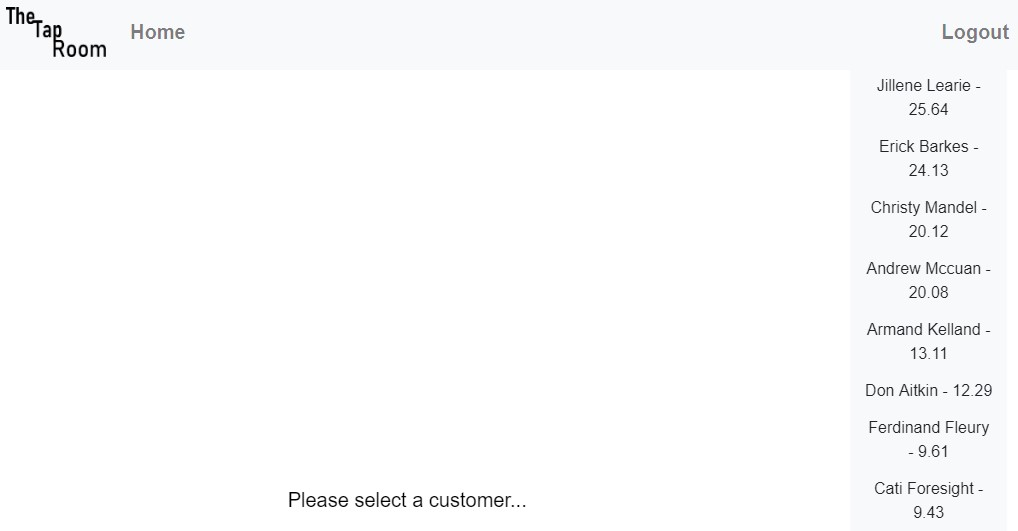 The
Tap
Room
Home
Logout
Jillene Learie -
25.64
Erick Barkes -
24.13
Christy Mandel -
20.12
Andrew Mccuan -
20.08
Armand Kelland -
13.11
Don Aitkin - 12.29
Ferdinand Fleury
- 9.61
Cati Foresight -
9.43
Please select a customer...